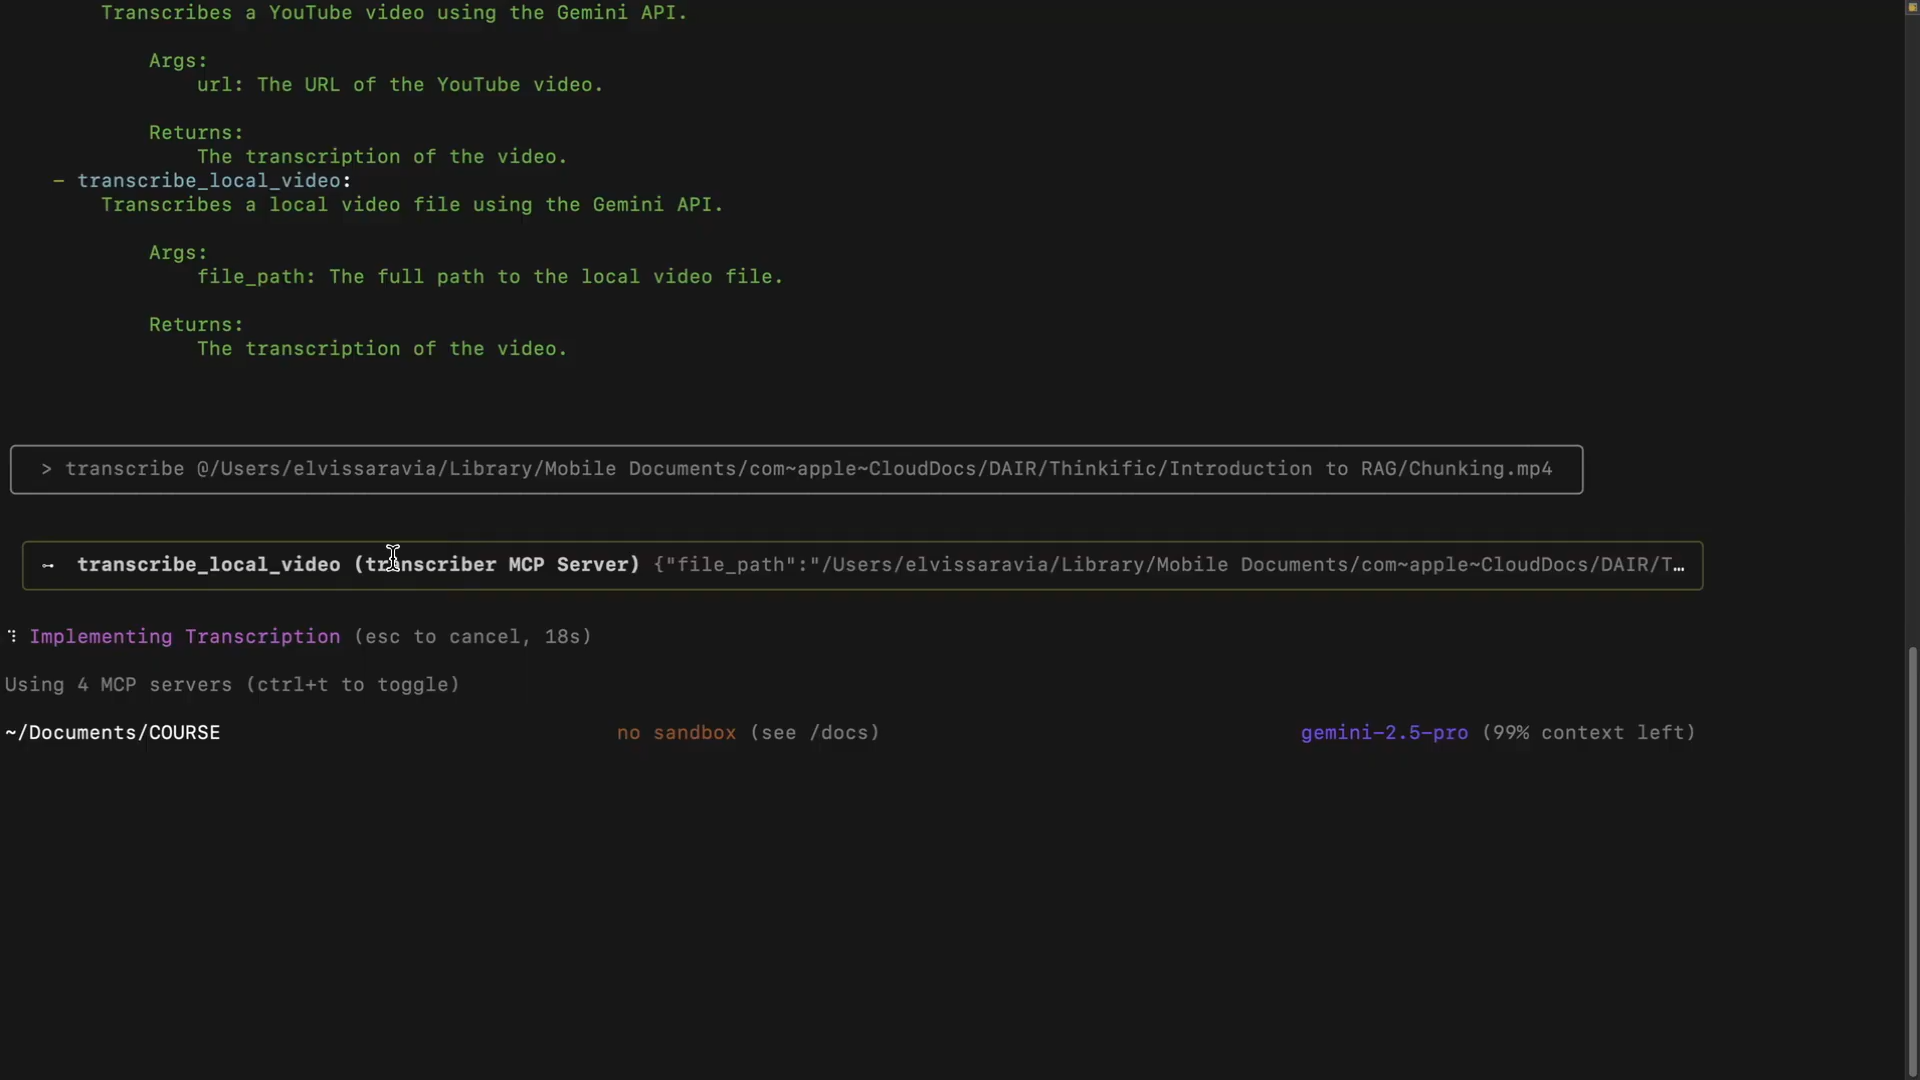 Transcribes a YouTube video using the Gemini API.
Args:
url: The URL of the YouTube video.
Returns:
The transcription of the video.
- transcribe_local_video:
Transcribes a local video file using the Gemini API.
Args:
file_path: The full path to the local video file.
Returns:
The transcription of the video.
> transcribe @/Users/elvissaravia/Library/Mobile Documents/com~apple~CloudDocs/DAIR/Thinkific/Introduction to RAG/Chunking.mp4
transcribe_local_video (transcriber MCP Server) {"file_path":"/Users/elvissaravia/Library/Mobile Documents/com~apple~CloudDocs/DAIR/T…
Implementing Transcription (esc to cancel, 18s)
Using 4 MCP servers (ctrl+t to toggle)
~/Documents/COURSE no sandbox (see /docs) gemini-2.5-pro (99% context left)